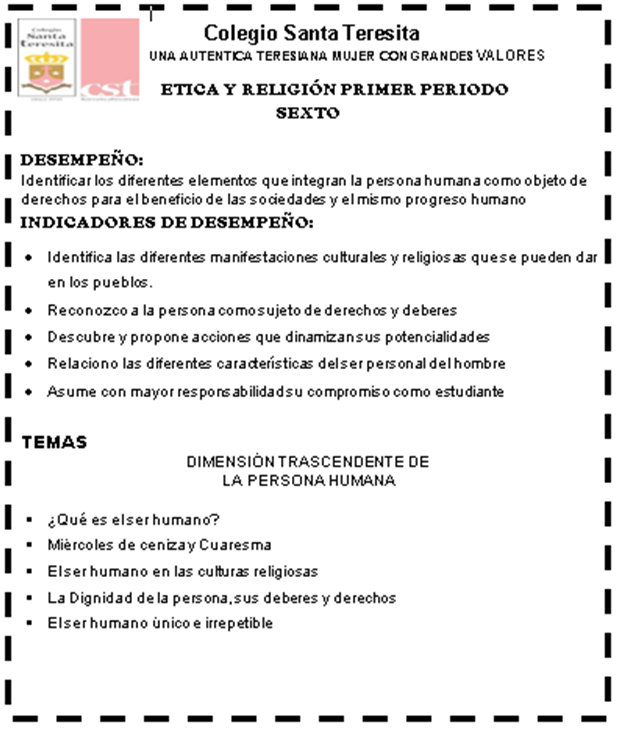 Colegio
Santa
Teresita
cst
Colegio Santa Teresita
UNA AUTENTICA TERESIANA MUJER CON GRANDES VALORES
ETICA Y RELIGIÓN PRIMER PERIODO
SEXTO
DESEMPEÑO:
Identificar los diferentes elementos que integran la persona humana como objeto de
derechos para el beneficio de las sociedades y el mismo progreso humano
INDICADORES DE DESEMPEÑO:
• Identifica las diferentes manifestaciones culturales y religiosas que se pueden dar
en los pueblos.
• Reconozco a la persona como sujeto de derechos y deberes
• Descubre y propone acciones que dinamizan sus potencialidades
• Relaciono las diferentes características del ser personal del hombre
• Asume con mayor responsabilidad su compromiso como estudiante
TEMAS
DIMENSIÓN TRASCENDENTE DE
LA PERSONA HUMANA
▪ ¿Qué es el ser humano?
▪ Miércoles de ceniza y Cuaresma
▪ El ser humano en las culturas religiosas
▪ La Dignidad de la persona, sus deberes y derechos
▪ El ser humano único e irrepetible